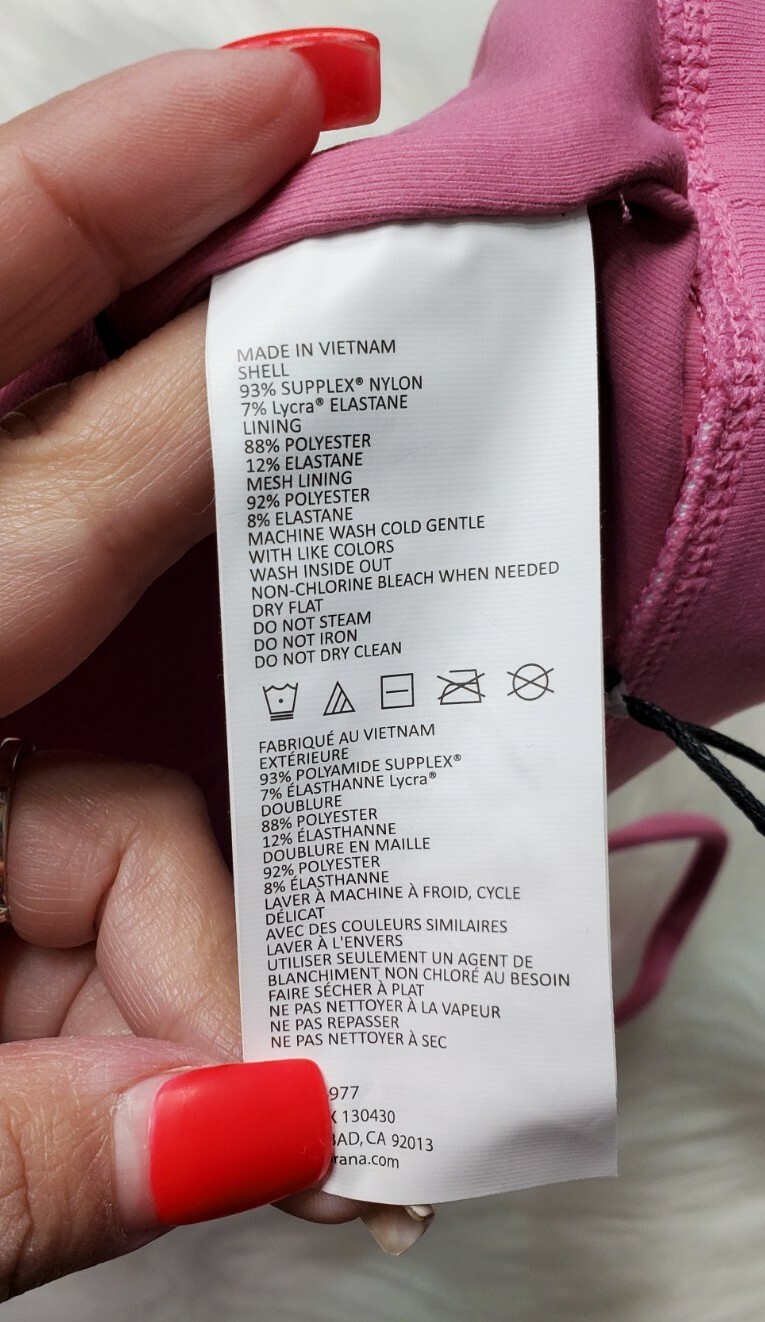 MADE IN VIETNAM
SHELL
93% SUPPLEX® NYLON
7% Lycra® ELASTANE
LINING
88% POLYESTER
12% ELASTANE
MESH LINING
92% POLYESTER
8% ELASTANE
MACHINE WASH COLD GENTLE
WITH LIKE COLORS
WASH INSIDE OUT
NON-CHLORINE BLEACH WHEN NEEDED
DRY FLAT
DO NOT STEAM
DO NOT IRON
DO NOT DRY CLEAN
FABRIQUÉ AU VIETNAM
EXTÉRIEURE
93% POLYAMIDE SUPPLEX®
7% ÉLASTHANNE Lycra®
DOUBLURE
88% POLYESTER
12% ÉLASTHANNE
DOUBLURE EN MAILLE
92% POLYESTER
8% ÉLASTHANNE
LAVER À MACHINE À FROID, CYCLE
DÉLICAT
AVEC DES COULEURS SIMILAIRES
LAVER À L'ENVERS
UTILISER SEULEMENT UN AGENT DE
BLANCHIMENT NON CHLORÉ AU BESOIN
FAIRE SÉCHER À PLAT
NE PAS NETTOYER À LA VAPEUR
NE PAS REPASSER
NE PAS NETTOYER À SEC
977
X 130430
BAD, CA 92013
rana.com